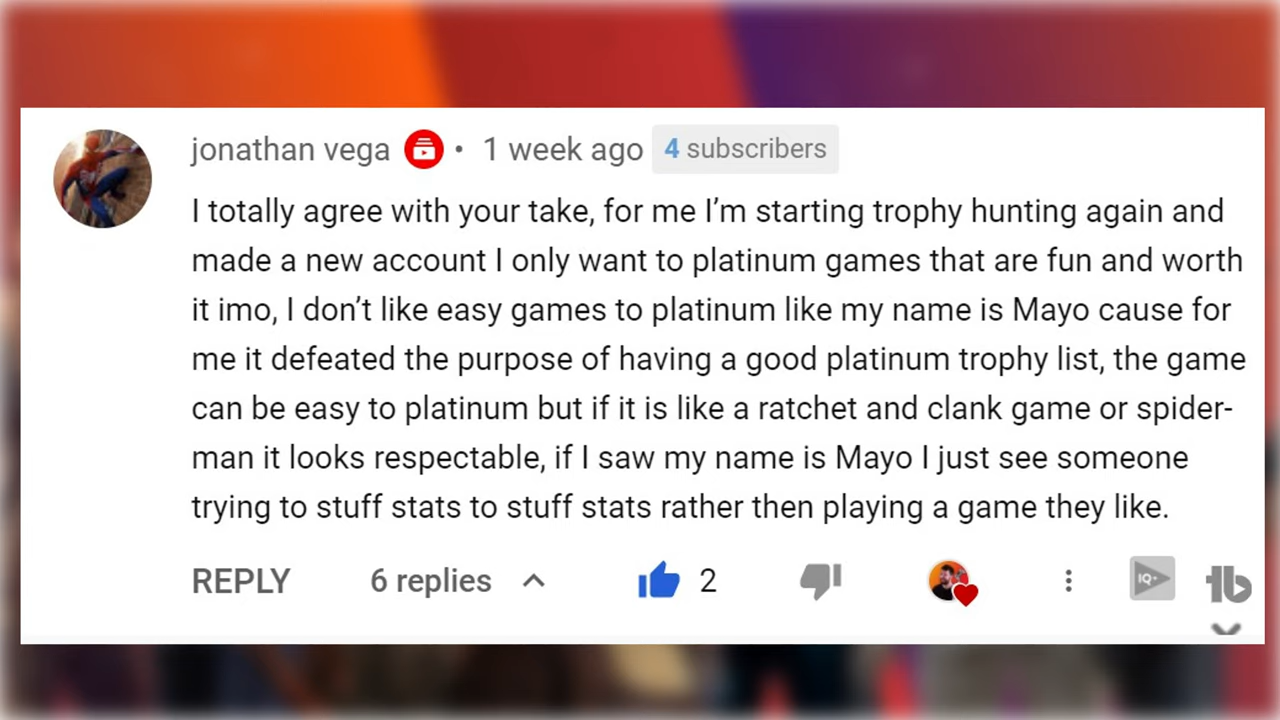 jonathan vega • 1 week ago 4 subscribers
I totally agree with your take, for me I’m starting trophy hunting again and
made a new account I only want to platinum games that are fun and worth
it imo, I don’t like easy games to platinum like my name is Mayo cause for
me it defeated the purpose of having a good platinum trophy list, the game
can be easy to platinum but if it is like a ratchet and clank game or spider-
man it looks respectable, if I saw my name is Mayo I just see someone
trying to stuff stats to stuff stats rather then playing a game they like.
REPLY 6 replies 2 IQ+ tb